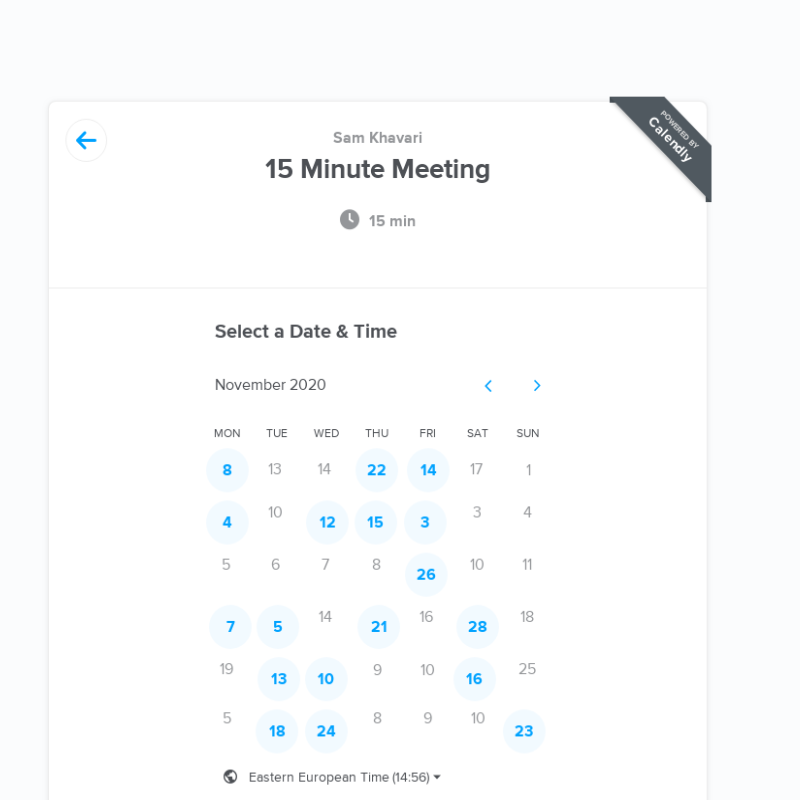 POWERED BY
Calendly
Sam Khavari
15 Minute Meeting
15 min
Select a Date & Time
November 2020
MON TUE WED THU FRI SAT SUN
8 13 14 22 14 17 1
4 10 12 15 3 3 4
5 6 7 8 26 10 11
7 5 14 21 16 28 18
19 13 10 9 10 16 25
5 18 24 8 9 10 23
Eastern European Time (14:56)